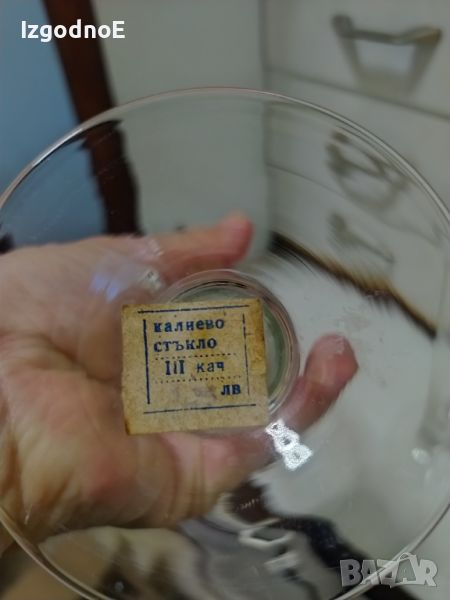 IzgodnoE
калиево
стъкло
III кач
лв
BAZAR